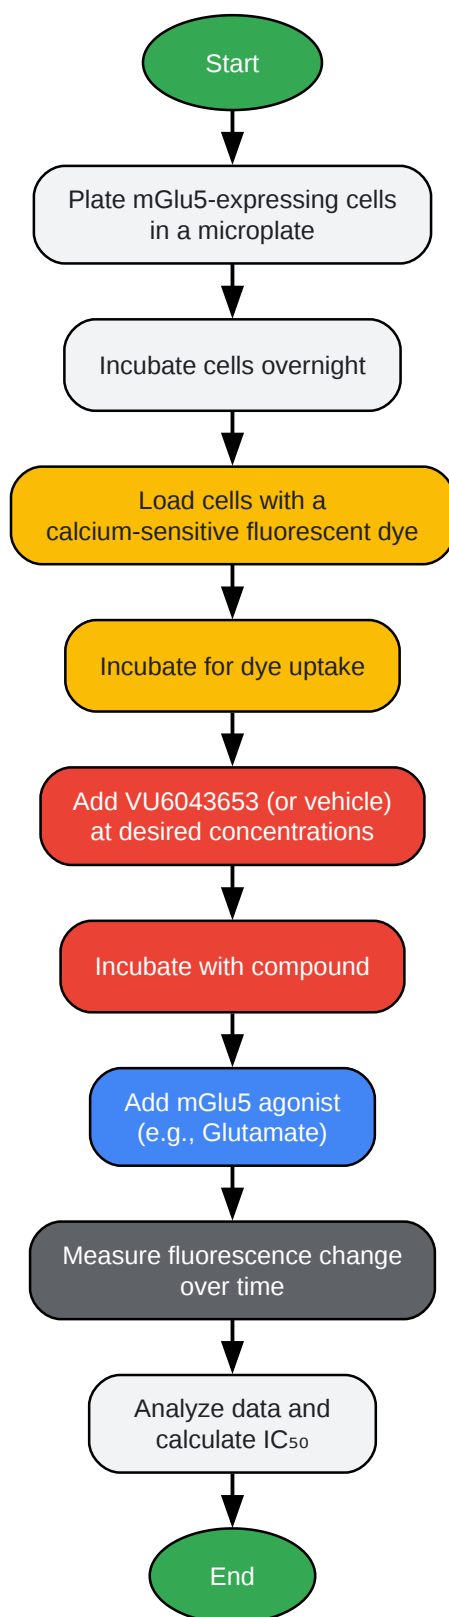 Start
Plate mGlu5-expressing cells
in a microplate
Incubate cells overnight
Load cells with a
calcium-sensitive fluorescent dye
Incubate for dye uptake
Add VU6043653 (or vehicle)
at desired concentrations
Incubate with compound
Add mGlu5 agonist
(e.g., Glutamate)
Measure fluorescence change
over time
Analyze data and
calculate IC₅₀
End